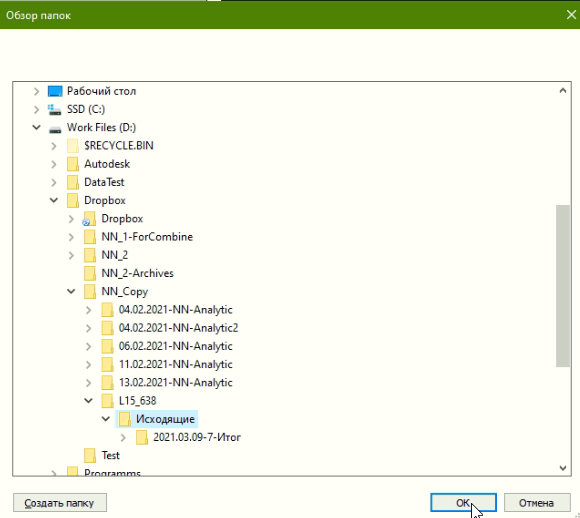 Обзор папок
Рабочий стол
SSD (C:)
Work Files (D:)
$RECYCLE.BIN
Autodesk
DataTest
Dropbox
Dropbox
NN_1-ForCombine
NN_2
NN_2-Archives
NN_Copy
04.02.2021-NN-Analytic
04.02.2021-NN-Analytic2
06.02.2021-NN-Analytic
11.02.2021-NN-Analytic
13.02.2021-NN-Analytic
L15_638
Исходящие
2021.03.09-7-Итог
Test
Programms
Создать папку
ОК
Отмена